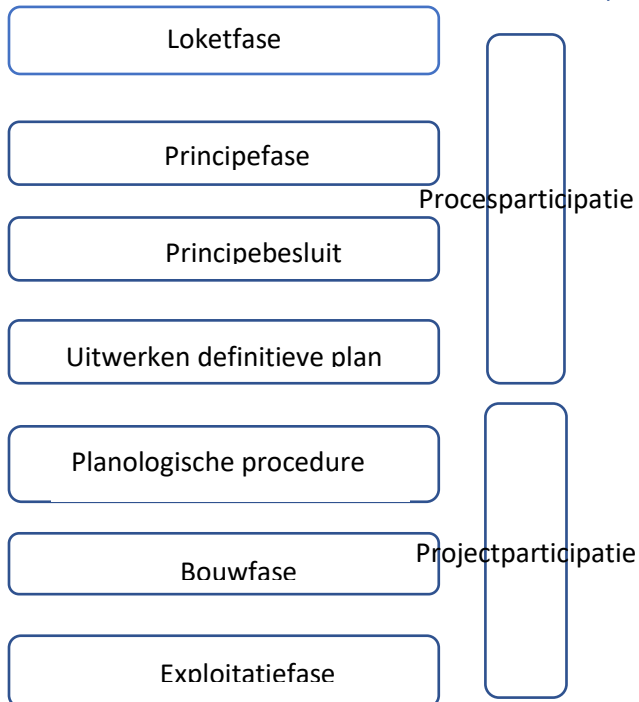 Loketfase
Principefase
Procesparticipatie
Principebesluit
Uitwerken definitieve plan
Planologische procedure
Projectparticipatie
Bouwfase
Exploitatiefase